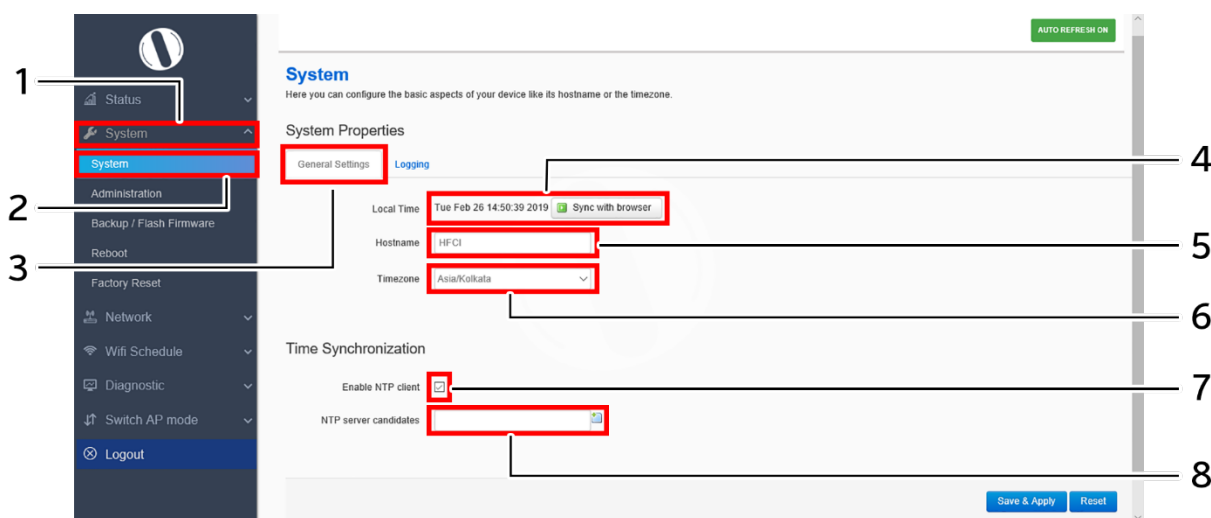 AUTO REFRESH ON
1
Status
System
System
2
Administration
Backup / Flash Firmware
3
Reboot
Factory Reset
Network
Wifi Schedule
Diagnostic
Switch AP mode
Logout
System
Here you can configure the basic aspects of your device like its hostname or the timezone.
System Properties
General Settings Logging
4
Local Time Tue Feb 26 14:50:39 2019 Sync with browser
Hostname HFCI
5
Timezone Asia/Kolkata
6
Time Synchronization
Enable NTP client
7
NTP server candidates
8
Save & Apply Reset